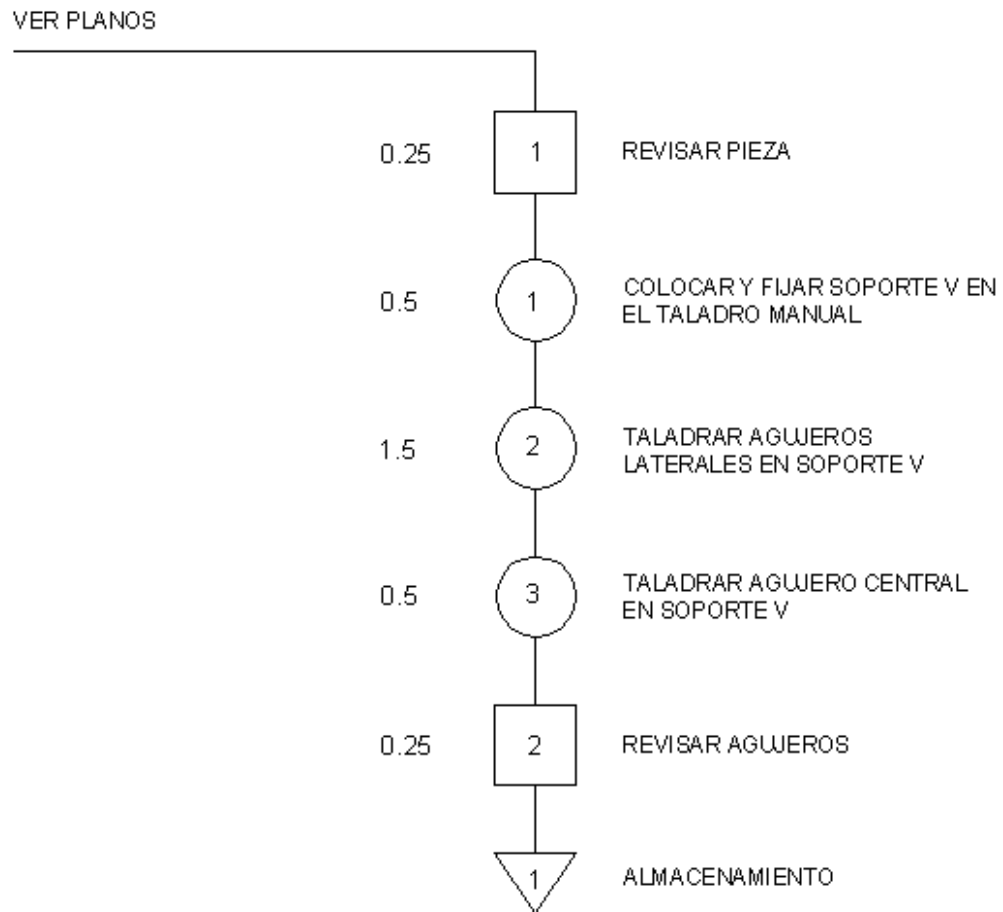 VER PLANOS
0.25 1 REVISAR PIEZA
0.5 1 COLOCAR Y FIJAR SOPORTE V EN
EL TALADRO MANUAL
1.5 2 TALADRAR AGUJEROS
LATERALES EN SOPORTE V
0.5 3 TALADRAR AGUJERO CENTRAL
EN SOPORTE V
0.25 2 REVISAR AGUJEROS
1 ALMACENAMIENTO